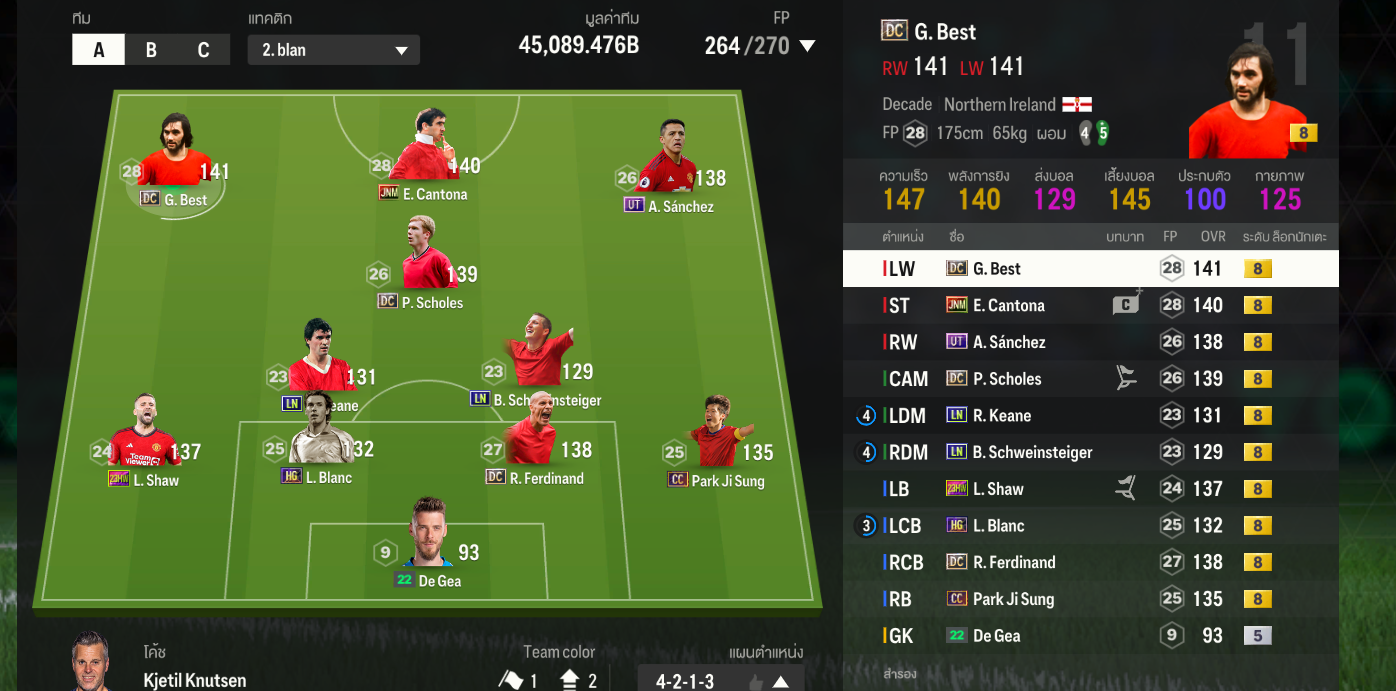 ทีม
แทคติก
มูลค่าทีม
FP
A B C
2. blan
45,089.476B
264 /270
28 141
DC G. Best
28 140
JNM E. Cantona
26 138
UT A. Sánchez
26 139
DC P. Scholes
23 131
LN eane
23 129
LN B. Schweinsteiger
24 137
23HW L. Shaw
25 132
HG L. Blanc
27 138
DC R. Ferdinand
25 135
CC Park Ji Sung
9 93
22 De Gea
โค้ช
Kjetil Knutsen
Team color
1 2
แผนตำแหน่ง
4-2-1-3
11
DC G. Best
RW 141 LW 141
Decade Northern Ireland
FP 28 175cm 65kg ผอม 4 5
8
ความเร็ว พลังการยิง ส่งบอล เลี้ยงบอล ประกบตัว กายภาพ
147 140 129 145 100 125
ตำแหน่ง ชื่อ บทบาท FP OVR ระดับ ล็อกนักเตะ
LW DC G. Best 28 141 8
ST JNM E. Cantona C 28 140 8
RW UT A. Sánchez 26 138 8
CAM DC P. Scholes 26 139 8
4 LDM LN R. Keane 23 131 8
4 RDM LN B. Schweinsteiger 23 129 8
LB 23HW L. Shaw 24 137 8
3 LCB HG L. Blanc 25 132 8
RCB DC R. Ferdinand 27 138 8
RB CC Park Ji Sung 25 135 8
GK 22 De Gea 9 93 5
สำรอง